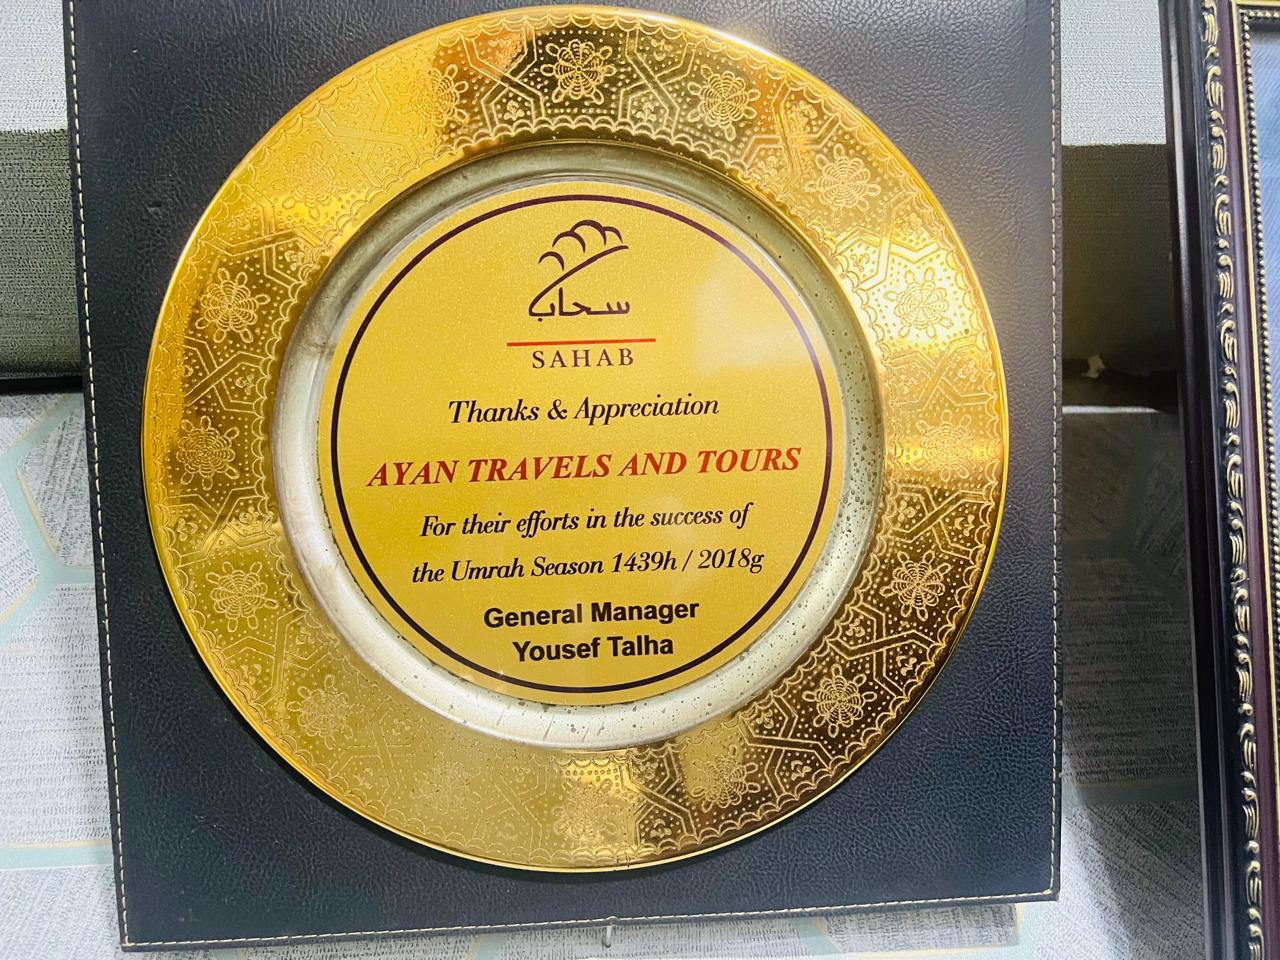 سحاب
SAHAB
Thanks & Appreciation
AYAN TRAVELS AND TOURS
For their efforts in the success of
the Umrah Season 1439h / 2018g
General Manager
Yousef Talha